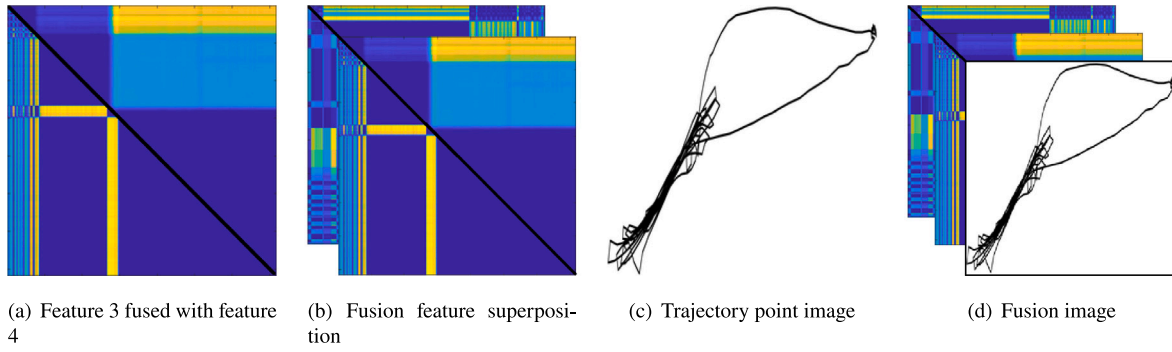 (a) Feature 3 fused with feature
4
(b) Fusion feature superposi-
tion
(c) Trajectory point image
(d) Fusion image